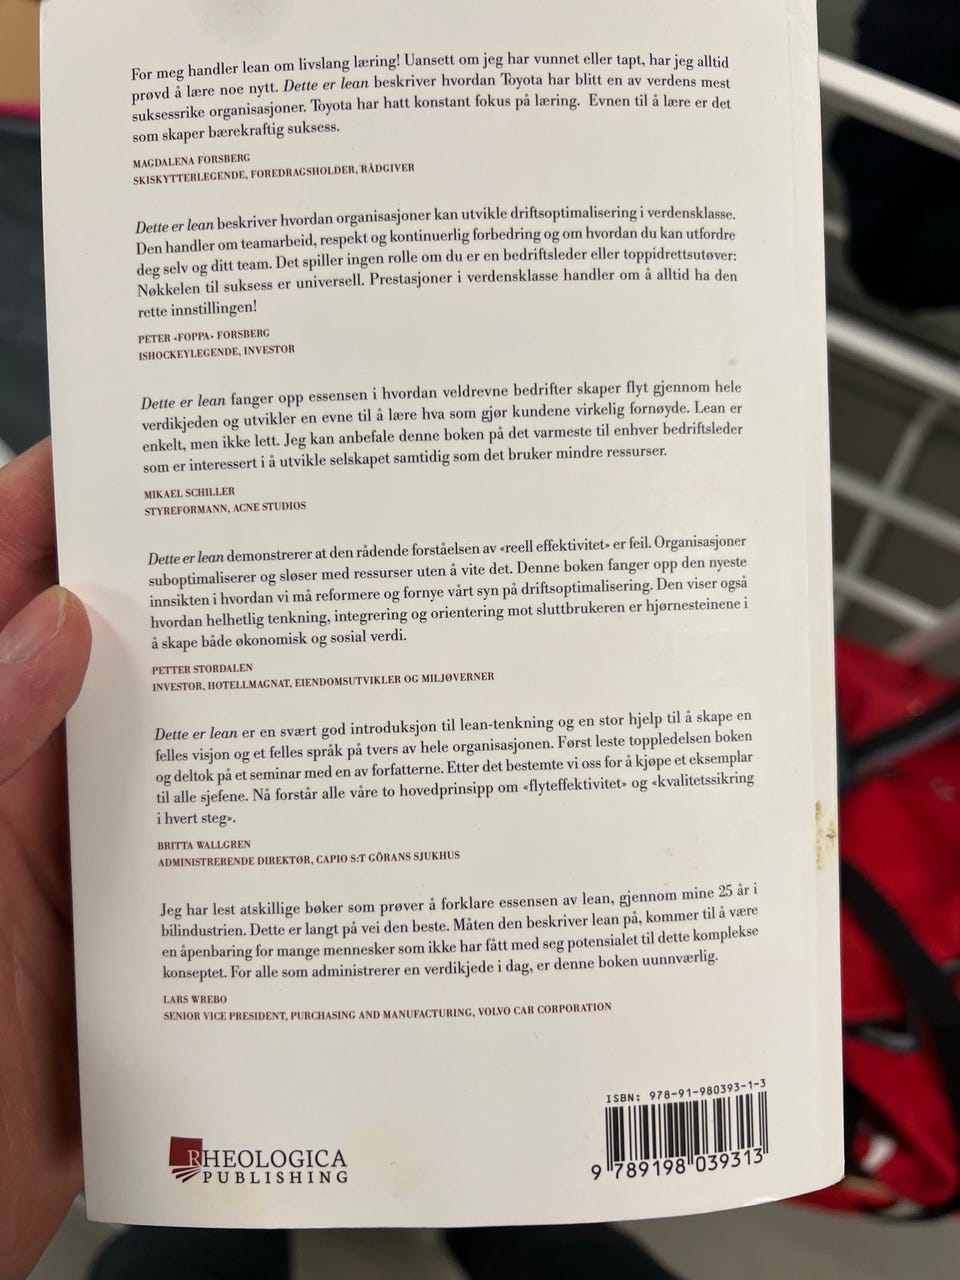 For meg handler lean om livslang læring! Uansett om jeg har vunnet eller tapt, har jeg alltid
prøvd å lære noe nytt. Dette er lean beskriver hvordan Toyota har blitt en av verdens mest
suksessrike organisasjoner. Toyota har hatt konstant fokus på læring. Evnen til å lære er det
som skaper bærekraftig suksess.
MAGDALENA FORSBERG
SKISKYTTERLEGENDE, FOREDRAGSHOLDER, RÅDGIVER
Dette er lean beskriver hvordan organisasjoner kan utvikle driftsoptimalisering i verdensklasse.
Den handler om teamarbeid, respekt og kontinuerlig forbedring og om hvordan du kan utfordre
deg selv og ditt team. Det spiller ingen rolle om du er en bedriftsleder eller toppidrettsutøver:
Nøkkelen til suksess er universell. Prestasjoner i verdensklasse handler om å alltid ha den
rette innstillingen!
PETER «FOPPA» FORSBERG
ISHOCKEYLEGENDE, INVESTOR
Dette er lean fanger opp essensen i hvordan veldrevne bedrifter skaper flyt gjennom hele
verdikjeden og utvikler en evne til å lære hva som gjør kundene virkelig fornøyde. Lean er
enkelt, men ikke lett. Jeg kan anbefale denne boken på det varmeste til enhver bedriftsleder
som er interessert i å utvikle selskapet samtidig som det bruker mindre ressurser.
MIKAEL SCHILLER
STYREFORMANN, ACNE STUDIOS
Dette er lean demonstrerer at den rådende forståelsen av «reell effektivitet» er feil. Organisasjoner
suboptimaliserer og sløser med ressurser uten å vite det. Denne boken fanger opp den nyeste
innsikten i hvordan vi må reformere og fornye vårt syn på driftsoptimalisering. Den viser også
hvordan helhetlig tenkning, integrering og orientering mot sluttbrukeren er hjørnesteinene i
å skape både økonomisk og sosial verdi.
PETTER STORDALEN
INVESTOR, HOTELLMAGNAT, EIENDOMSUTVIKLER OG MILJØVERNER
Dette er lean er en svært god introduksjon til lean-tenkning og en stor hjelp til å skape en
felles visjon og et felles språk på tvers av hele organisasjonen. Først leste toppledelsen boken
og deltok på et seminar med en av forfatterne. Etter det bestemte vi oss for å kjøpe et eksemplar
til alle sjefene. Nå forstår alle våre to hovedprinsipp om «flyteffektivitet» og «kvalitetssikring
i hvert steg».
BRITTA WALLGREN
ADMINISTRERENDE DIREKTØR, CAPIO S:T GÖRANS SJUKHUS
Jeg har lest atskillige bøker som prøver å forklare essensen av lean, gjennom mine 25 år i
bilindustrien. Dette er langt på vei den beste. Måten den beskriver lean på, kommer til å være
en åpenbaring for mange mennesker som ikke har fått med seg potensialet til dette komplekse
konseptet. For alle som administrerer en verdikjede i dag, er denne boken uunnværlig.
LARS WREBO
SENIOR VICE PRESIDENT, PURCHASING AND MANUFACTURING, VOLVO CAR CORPORATION
ISBN: 978-91-980393-1-3
9 789198 039313
RHEOLOGICA
PUBLISHING